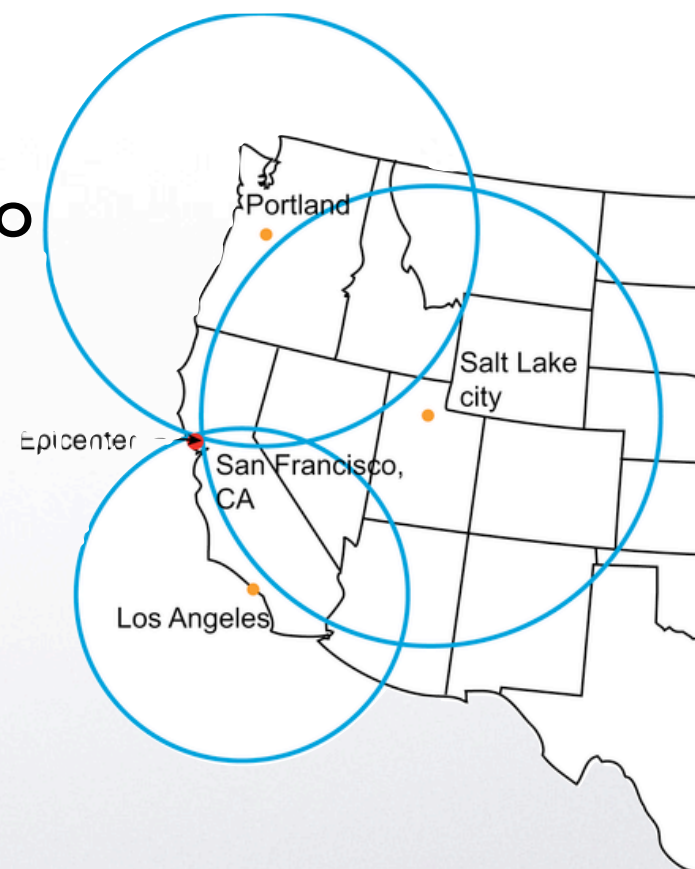 o
Portland
Salt Lake
city
Epicenter
San Francisco,
CA
Los Angeles